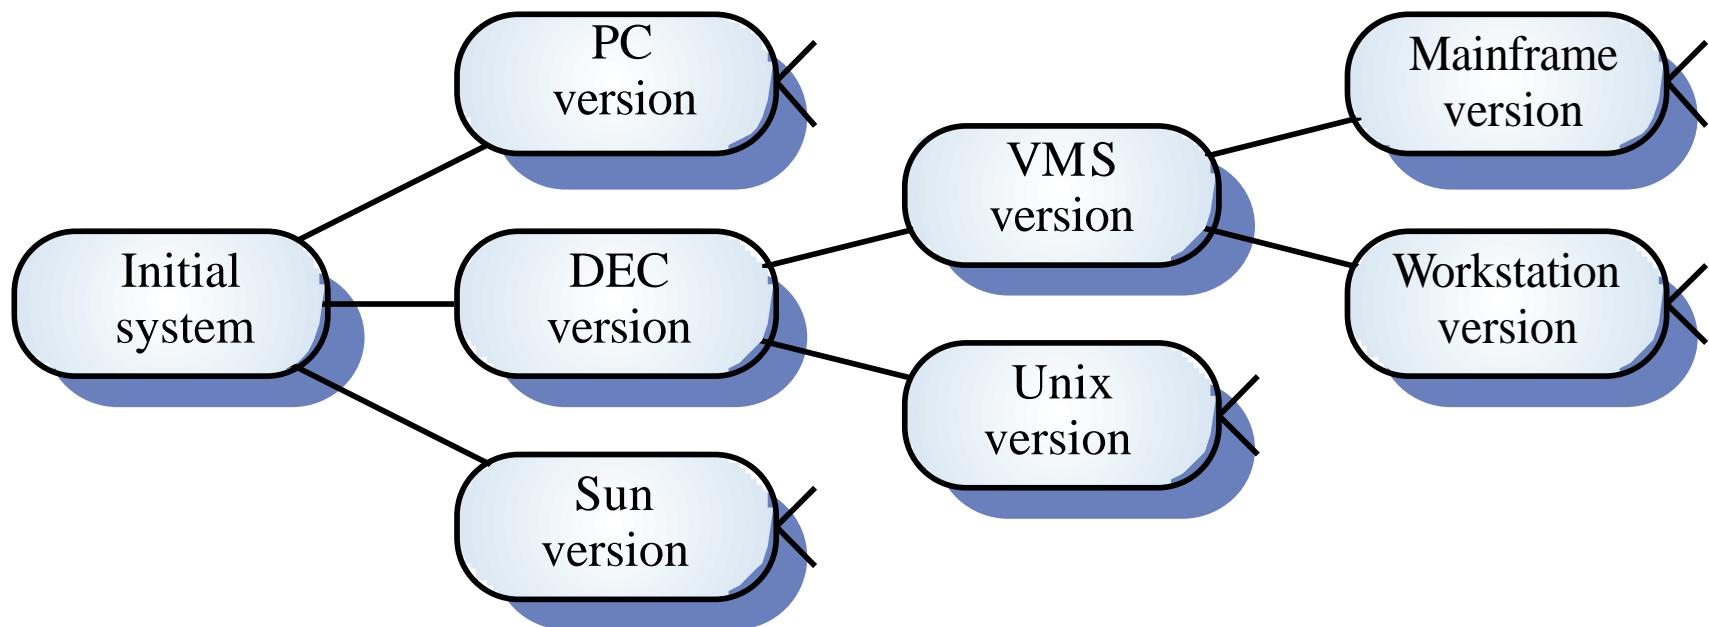 PC
version
Mainframe
version
VMS
version
Initial
system
DEC
version
Workstation
version
Unix
version
Sun
version